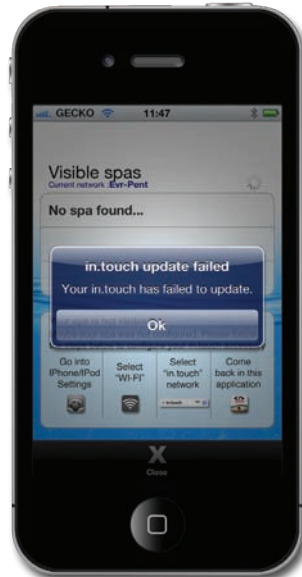 GECKO 11:47
Visible spas
Current network :Evr-Pent
No spa found...
in.touch update failed
Your in.touch has failed to update.
Ok
Go into iPhone/iPod Settings
Select "WI-FI"
Select "in.touch" network
Come back in this application
X
Close